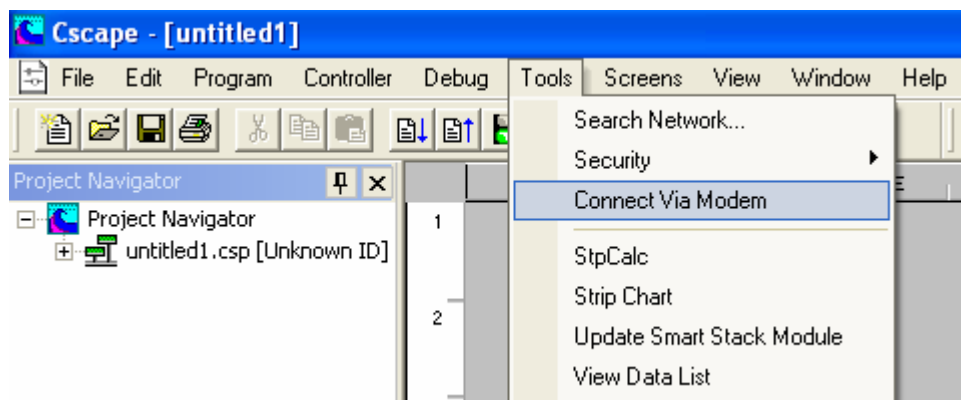 Cscape - [untitled1]
File Edit Program Controller Debug Tools Screens View Window Help
Search Network...
Security
Connect Via Modem
StpCalc
Strip Chart
Update Smart Stack Module
View Data List
Project Navigator
Project Navigator
untitled1.csp [Unknown ID]
1
2
E